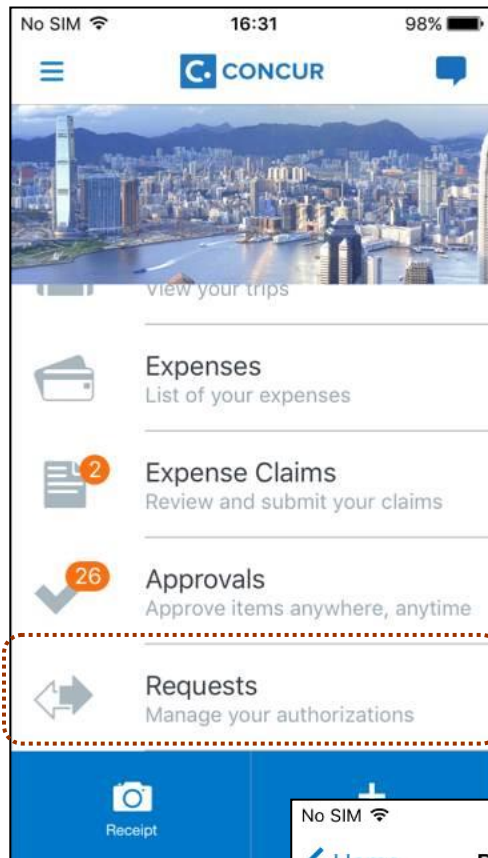 No SIM 16:31 98%
C. CONCUR
View your trips
Expenses
List of your expenses
2
Expense Claims
Review and submit your claims
26
Approvals
Approve items anywhere, anytime
Requests
Manage your authorizations
Receipt
No SIM